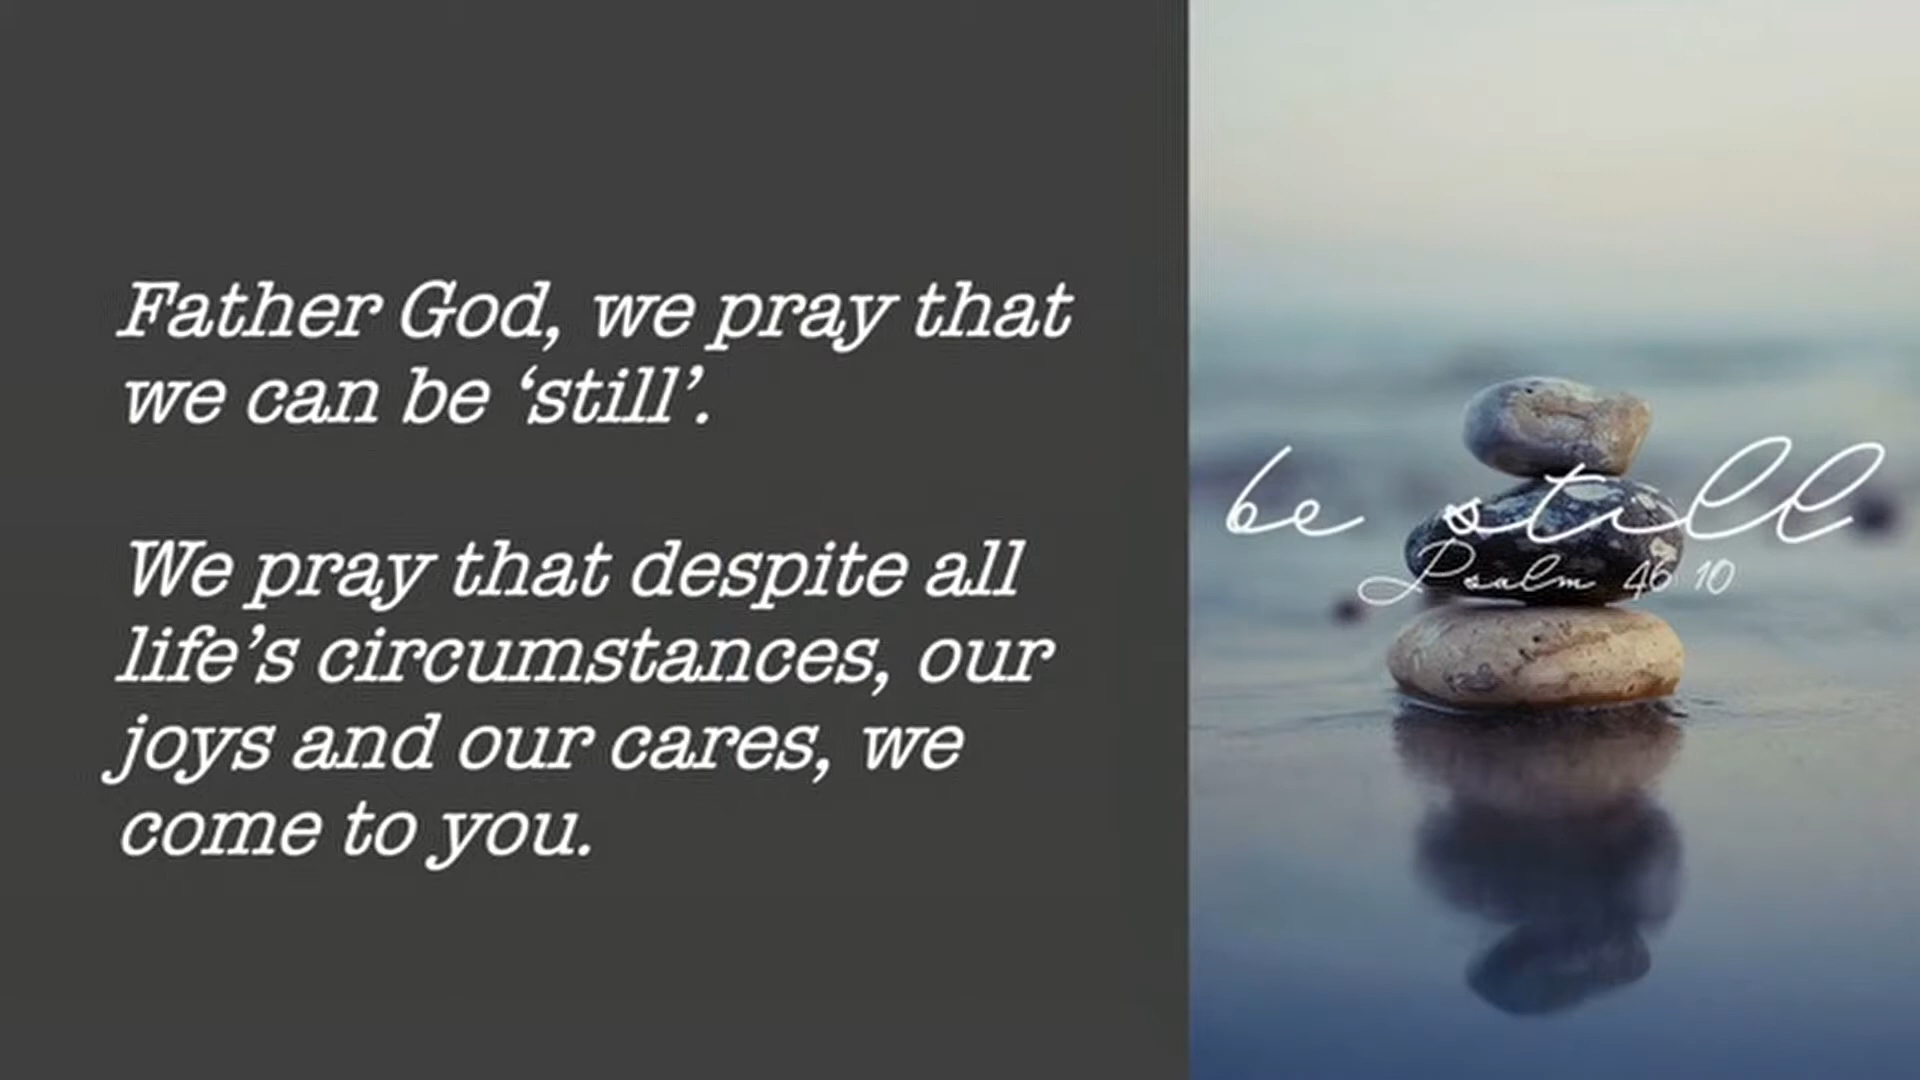 Father God, we pray that
we can be ‘still’.
We pray that despite all
life’s circumstances, our
joys and our cares, we
come to you.
be still
Psalm 46:10